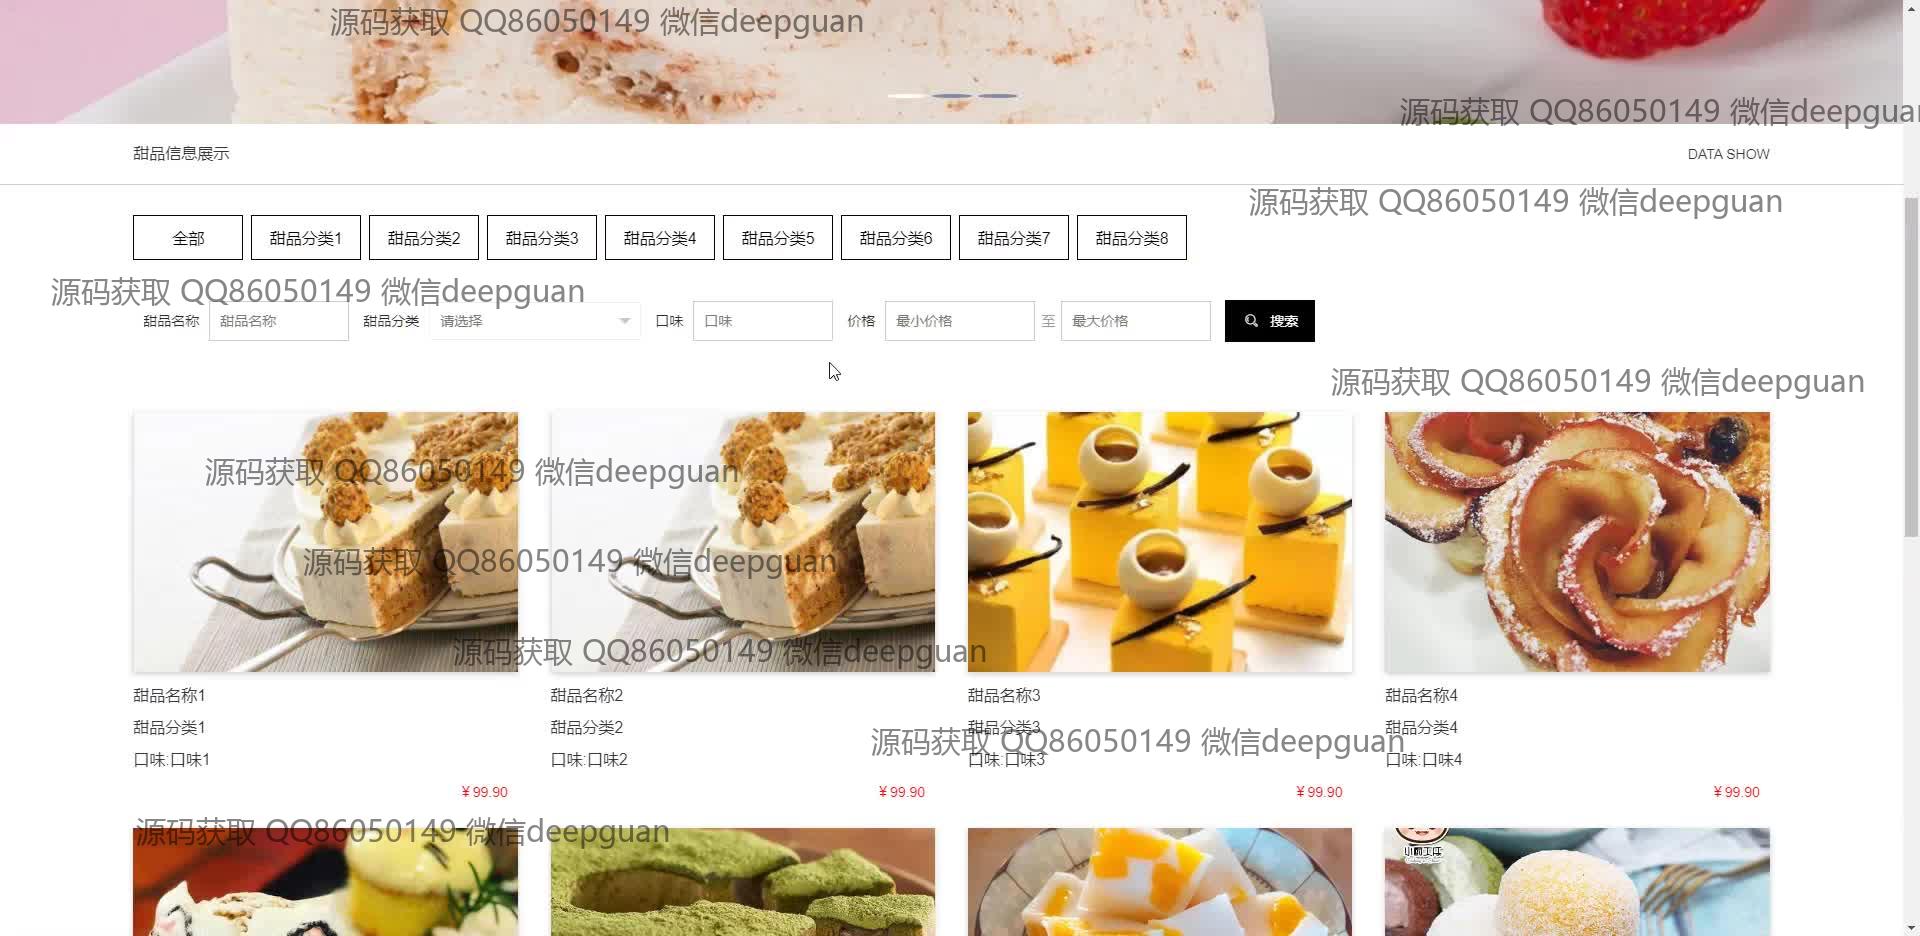 源码获取 QQ86050149 微信deepguan
源码获取 QQ86050149 微信deepguan
甜品信息展示
DATA SHOW
源码获取 QQ86050149 微信deepguan
全部
甜品分类1
甜品分类2
甜品分类3
甜品分类4
甜品分类5
甜品分类6
甜品分类7
甜品分类8
源码获取 QQ86050149 微信deepguan
甜品名称 甜品名称 甜品分类 请选择 口味 口味 价格 最小价格 至 最大价格 搜索
源码获取 QQ86050149 微信deepguan
源码获取 QQ86050149 微信deepguan
源码获取 QQ86050149 微信deepguan
源码获取 QQ86050149 微信deepguan
甜品名称1
甜品分类1
口味:口味1
¥ 99.90
甜品名称2
甜品分类2
口味:口味2
¥ 99.90
甜品名称3
甜品分类3
口味:口味3
¥ 99.90
甜品名称4
甜品分类4
口味:口味4
¥ 99.90
源码获取 QQ86050149 微信deepguan
源码获取 QQ86050149 微信deepguan